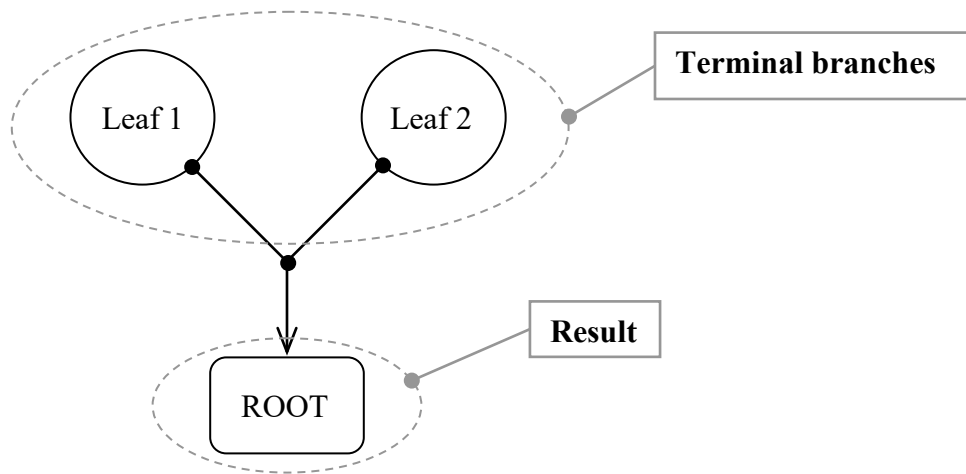 Terminal branches
Leaf 1
Leaf 2
Result
ROOT